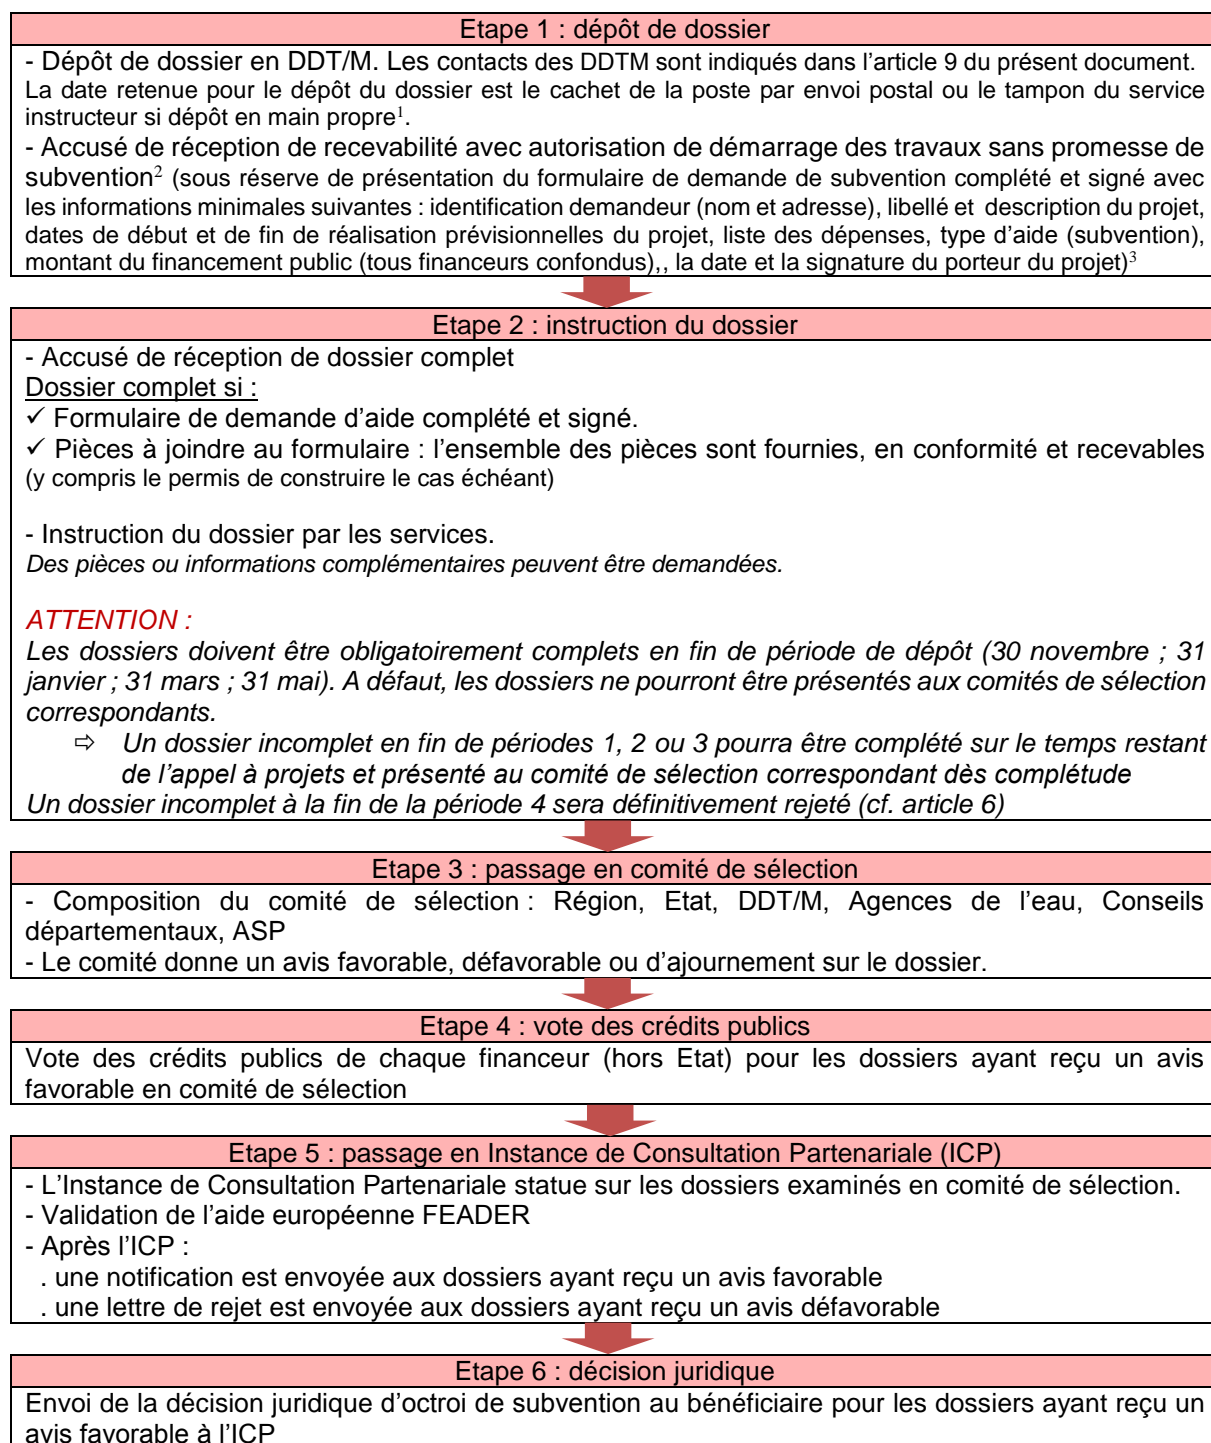 Etape 1 : dépôt de dossier
- Dépôt de dossier en DDT/M. Les contacts des DDTM sont indiqués dans l’article 9 du présent document.
La date retenue pour le dépôt du dossier est le cachet de la poste par envoi postal ou le tampon du service
instructeur si dépôt en main propre¹.
- Accusé de réception de recevabilité avec autorisation de démarrage des travaux sans promesse de
subvention² (sous réserve de présentation du formulaire de demande de subvention complété et signé avec
les informations minimales suivantes : identification demandeur (nom et adresse), libellé et description du projet,
dates de début et de fin de réalisation prévisionnelles du projet, liste des dépenses, type d’aide (subvention),
montant du financement public (tous financeurs confondus),, la date et la signature du porteur du projet)³
Etape 2 : instruction du dossier
- Accusé de réception de dossier complet
Dossier complet si :
✓ Formulaire de demande d’aide complété et signé.
✓ Pièces à joindre au formulaire : l’ensemble des pièces sont fournies, en conformité et recevables
(y compris le permis de construire le cas échéant)
- Instruction du dossier par les services.
Des pièces ou informations complémentaires peuvent être demandées.
ATTENTION :
Les dossiers doivent être obligatoirement complets en fin de période de dépôt (30 novembre ; 31
janvier ; 31 mars ; 31 mai). A défaut, les dossiers ne pourront être présentés aux comités de sélection
correspondants.
⇨ Un dossier incomplet en fin de périodes 1, 2 ou 3 pourra être complété sur le temps restant
de l’appel à projets et présenté au comité de sélection correspondant dès complétude
Un dossier incomplet à la fin de la période 4 sera définitivement rejeté (cf. article 6)
Etape 3 : passage en comité de sélection
- Composition du comité de sélection : Région, Etat, DDT/M, Agences de l’eau, Conseils
départementaux, ASP
- Le comité donne un avis favorable, défavorable ou d’ajournement sur le dossier.
Etape 4 : vote des crédits publics
Vote des crédits publics de chaque financeur (hors Etat) pour les dossiers ayant reçu un avis
favorable en comité de sélection
Etape 5 : passage en Instance de Consultation Partenariale (ICP)
- L’Instance de Consultation Partenariale statue sur les dossiers examinés en comité de sélection.
- Validation de l’aide européenne FEADER
- Après l’ICP :
. une notification est envoyée aux dossiers ayant reçu un avis favorable
. une lettre de rejet est envoyée aux dossiers ayant reçu un avis défavorable
Etape 6 : décision juridique
Envoi de la décision juridique d’octroi de subvention au bénéficiaire pour les dossiers ayant reçu un
avis favorable à l’ICP